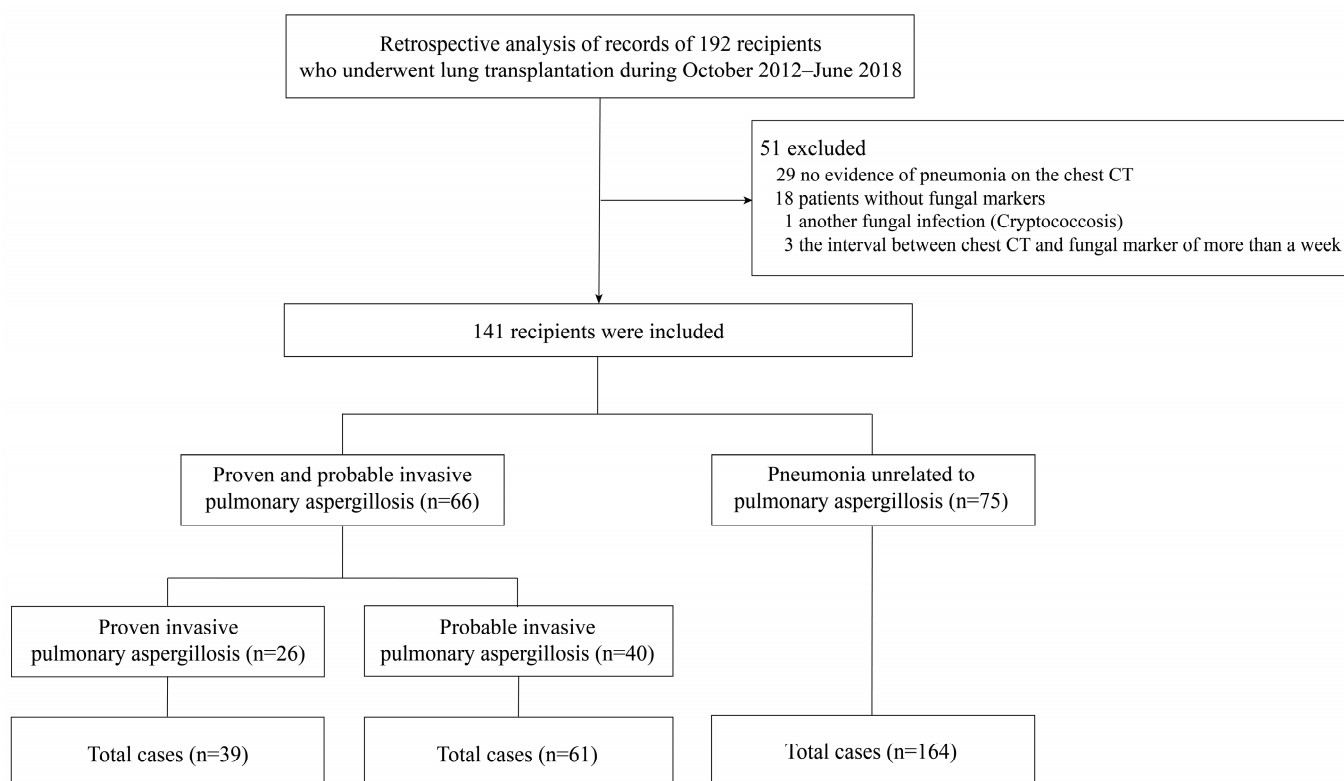 Retrospective analysis of records of 192 recipients
who underwent lung transplantation during October 2012–June 2018
51 excluded
29 no evidence of pneumonia on the chest CT
18 patients without fungal markers
1 another fungal infection (Cryptococcosis)
3 the interval between chest CT and fungal marker of more than a week
141 recipients were included
Proven and probable invasive
pulmonary aspergillosis (n=66)
Pneumonia unrelated to
pulmonary aspergillosis (n=75)
Proven invasive
pulmonary aspergillosis (n=26)
Probable invasive
pulmonary aspergillosis (n=40)
Total cases (n=39)
Total cases (n=61)
Total cases (n=164)